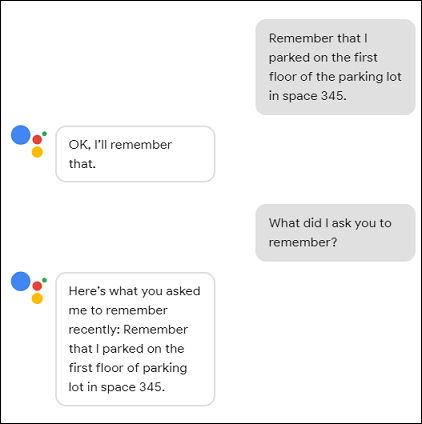 Remember that I
parked on the first
floor of the parking lot
in space 345.
OK, I'll remember
that.
What did I ask you to
remember?
Here's what you asked
me to remember
recently: Remember
that I parked on the
first floor of parking
lot in space 345.